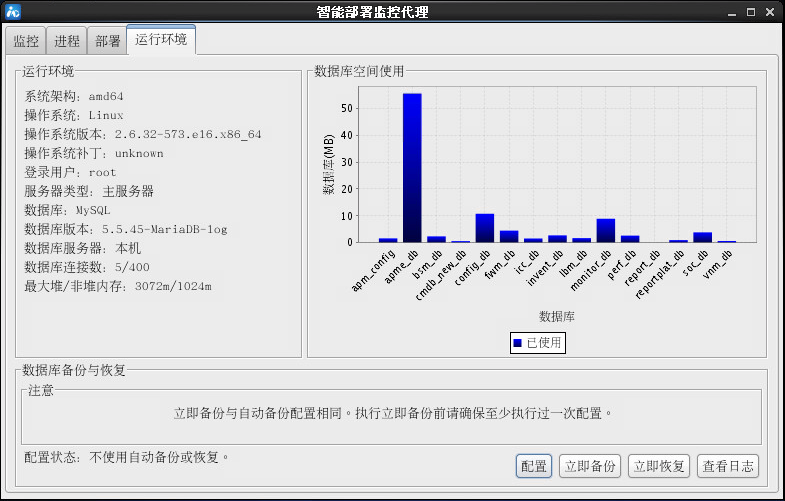 智能部署监控代理
监控
进程
部署
运行环境
运行环境
系统架构: amd64
操作系统: Linux
操作系统版本: 2.6.32-573.el6.x86_64
操作系统补丁: unknown
登录用户: root
服务器类型: 主服务器
数据库: MySQL
数据库版本: 5.5.45-MariaDB-log
数据库服务器: 本机
数据库连接数: 5/400
最大堆/非堆内存: 3072m/1024m
数据库空间使用
数据库(MB)
50
40
30
20
10
0
apm_config
apme_db
bsm_db
cmdb_new_db
config_db
fwm_db
icc_db
invent_db
lbm_db
monitor_db
perf_db
report_db
reportplat_db
soc_db
vnm_db
数据库
已使用
数据库备份与恢复
注意
立即备份与自动备份配置相同。执行立即备份前请确保至少执行过一次配置。
配置状态: 不使用自动备份或恢复。
配置
立即备份
立即恢复
查看日志